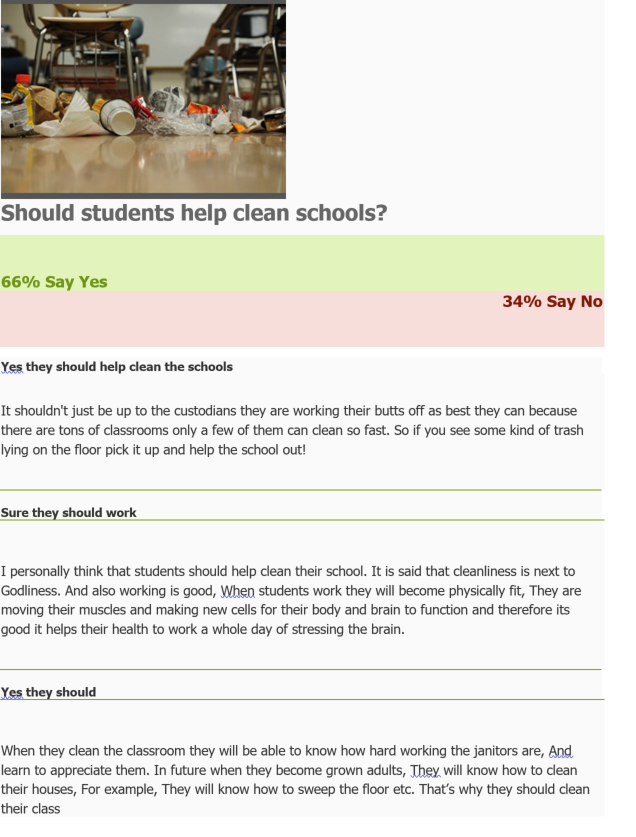 Should students help clean schools?
66% Say Yes
34% Say No
Yes they should help clean the schools
It shouldn't just be up to the custodians they are working their butts off as best they can because
there are tons of classrooms only a few of them can clean so fast. So if you see some kind of trash
lying on the floor pick it up and help the school out!
Sure they should work
I personally think that students should help clean their school. It is said that cleanliness is next to
Godliness. And also working is good, When students work they will become physically fit, They are
moving their muscles and making new cells for their body and brain to function and therefore its
good it helps their health to work a whole day of stressing the brain.
Yes they should
When they clean the classroom they will be able to know how hard working the janitors are, And
learn to appreciate them. In future when they become grown adults, They will know how to clean
their houses, For example, They will know how to sweep the floor etc. That’s why they should clean
their class